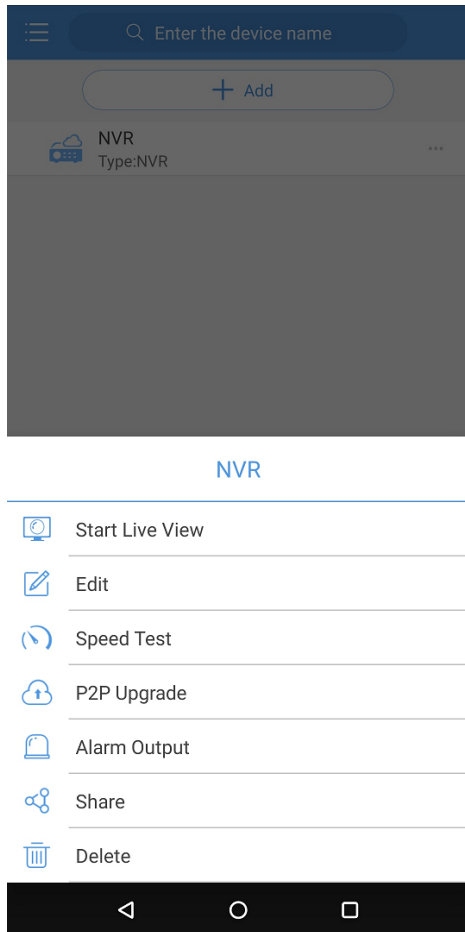 Enter the device name
Add
NVR
Type:NVR
NVR
Start Live View
Edit
Speed Test
P2P Upgrade
Alarm Output
Share
Delete